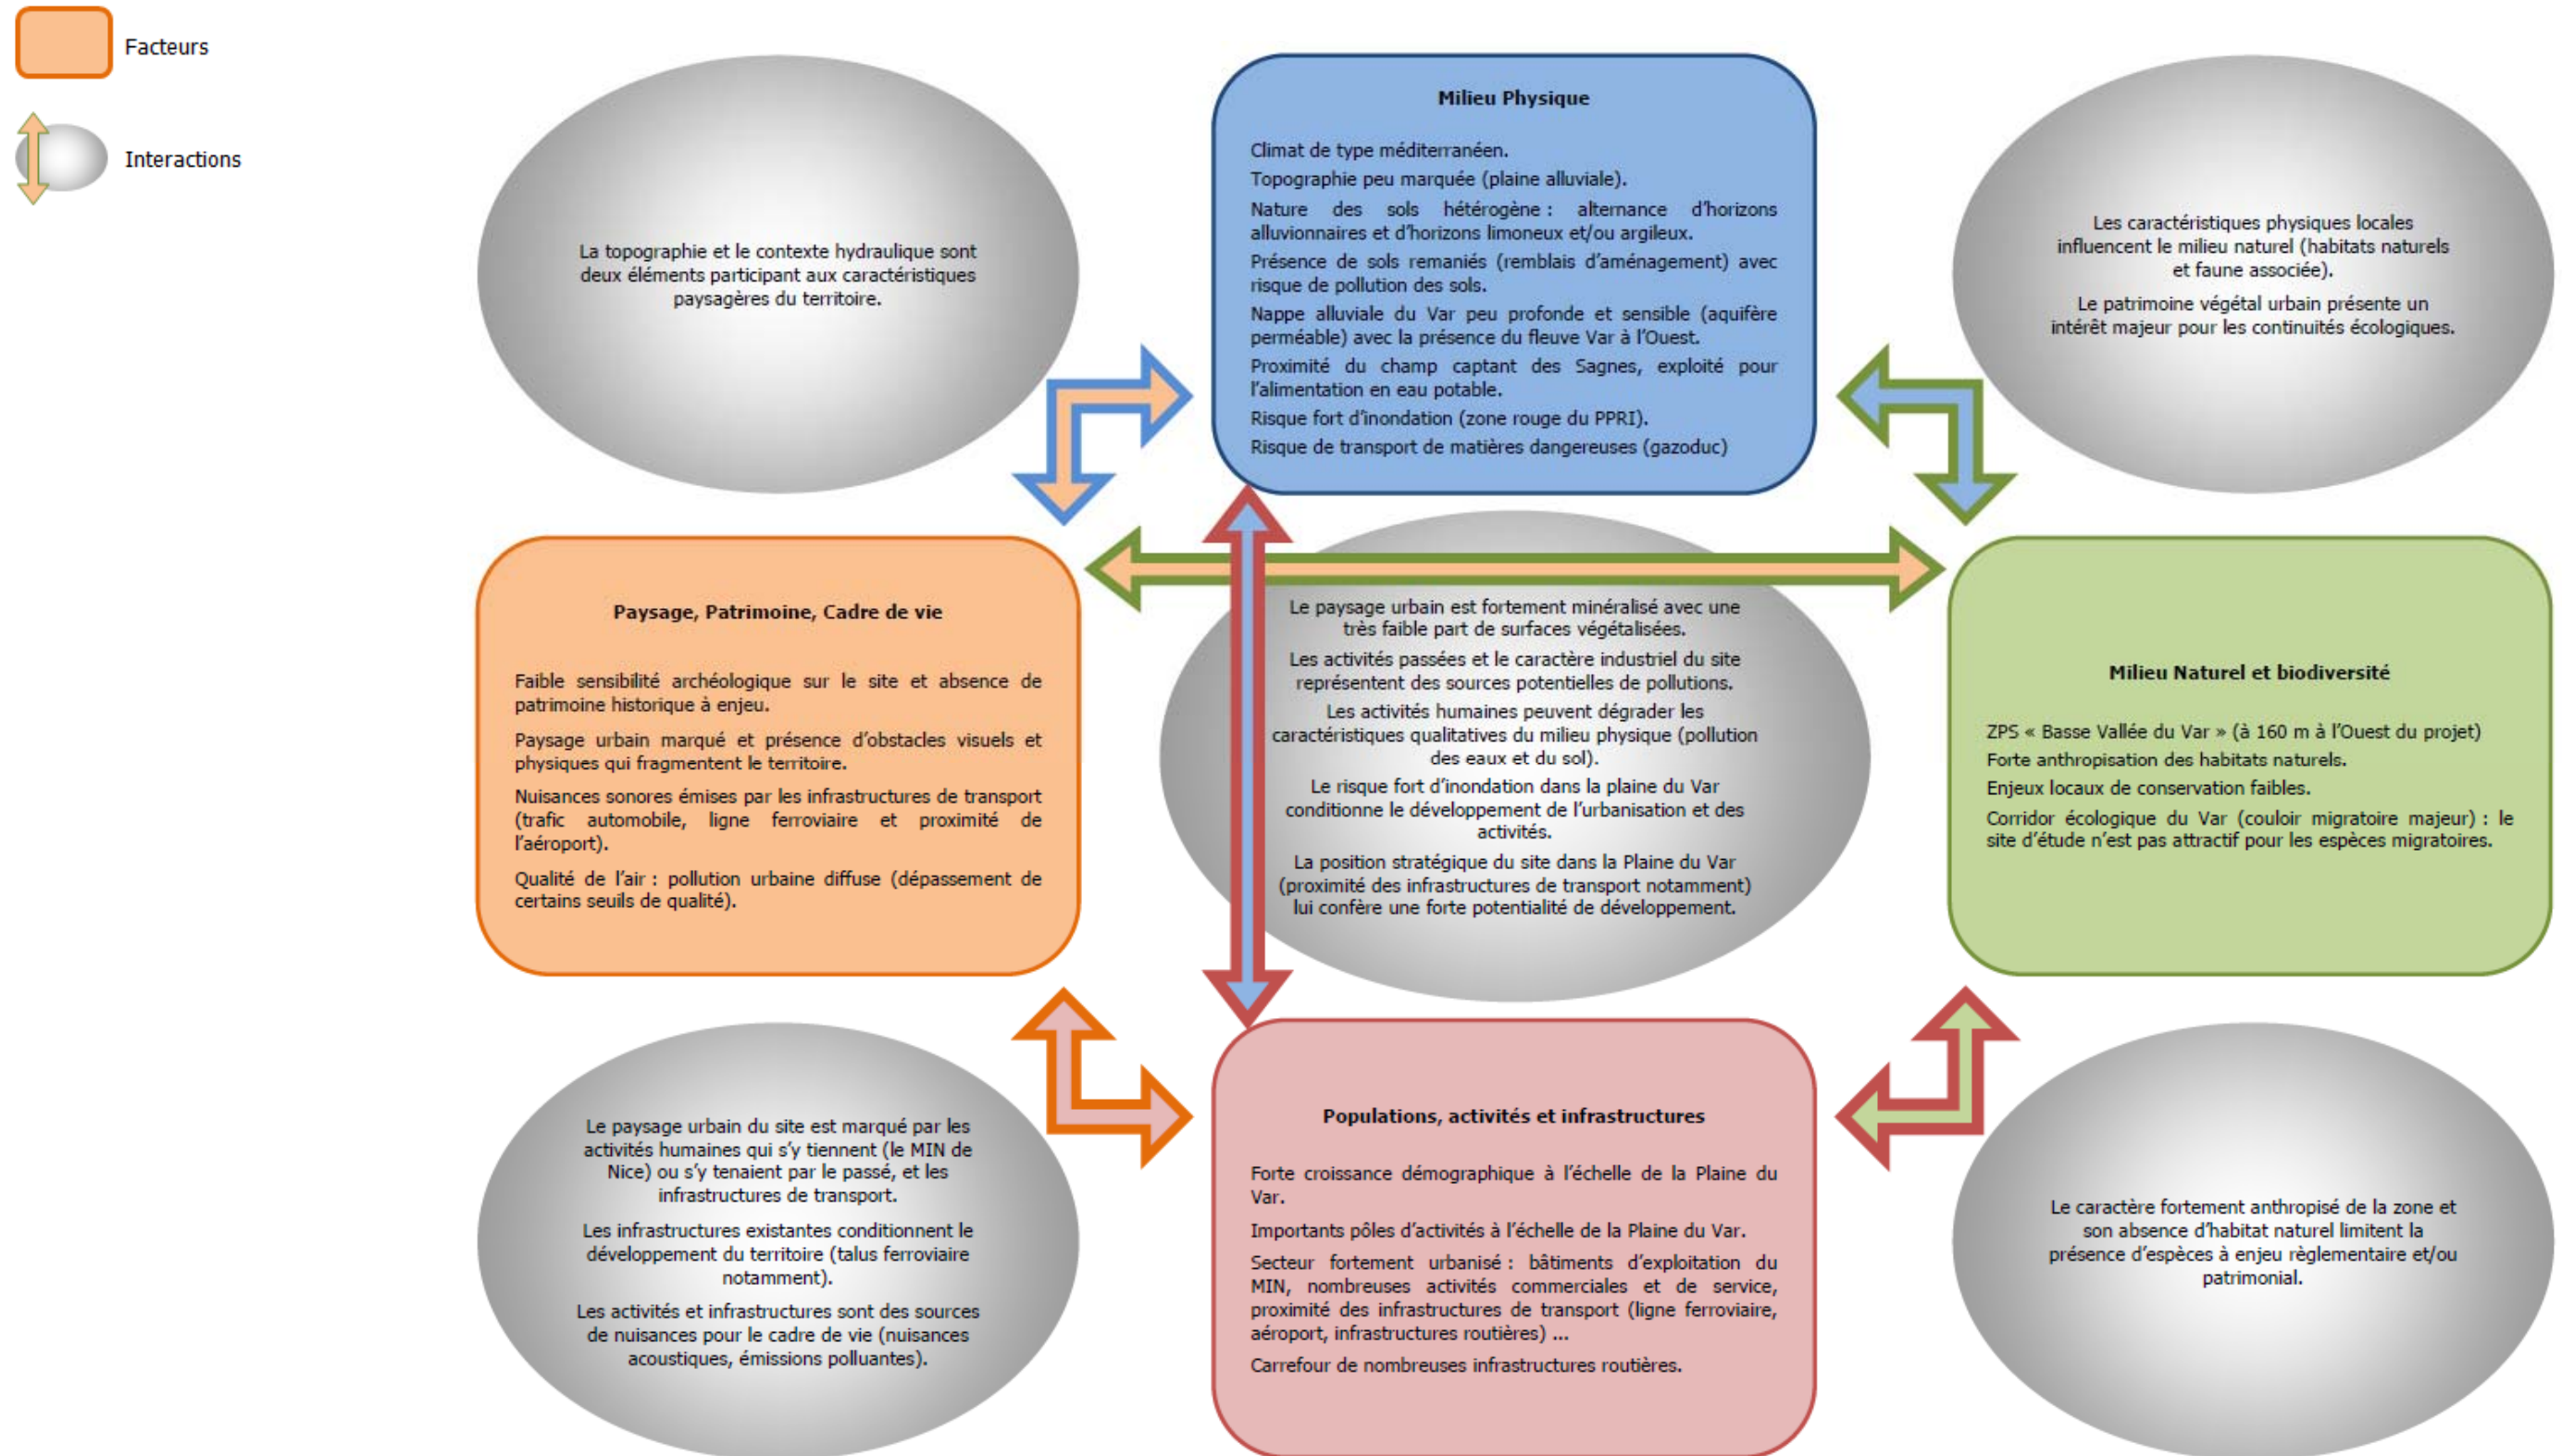 Facteurs
Interactions
La topographie et le contexte hydraulique sont
deux éléments participant aux caractéristiques
paysagères du territoire.
Milieu Physique
Climat de type méditerranéen.
Topographie peu marquée (plaine alluviale).
Nature des sols hétérogène : alternance d'horizons
alluvionnaires et d'horizons limoneux et/ou argileux.
Présence de sols remaniés (remblais d'aménagement) avec
risque de pollution des sols.
Nappe alluviale du Var peu profonde et sensible (aquifère
perméable) avec la présence du fleuve Var à l'Ouest.
Proximité du champ captant des Sagnes, exploité pour
l'alimentation en eau potable.
Risque fort d'inondation (zone rouge du PPRI).
Risque de transport de matières dangereuses (gazoduc)
Les caractéristiques physiques locales
influencent le milieu naturel (habitats naturels
et faune associée).
Le patrimoine végétal urbain présente un
intérêt majeur pour les continuités écologiques.
Paysage, Patrimoine, Cadre de vie
Faible sensibilité archéologique sur le site et absence de
patrimoine historique à enjeu.
Paysage urbain marqué et présence d'obstacles visuels et
physiques qui fragmentent le territoire.
Nuisances sonores émises par les infrastructures de transport
(trafic automobile, ligne ferroviaire et proximité de
l'aéroport).
Qualité de l'air : pollution urbaine diffuse (dépassement de
certains seuils de qualité).
Le paysage urbain est fortement minéralisé avec une
très faible part de surfaces végétalisées.
Les activités passées et le caractère industriel du site
représentent des sources potentielles de pollutions.
Les activités humaines peuvent dégrader les
caractéristiques qualitatives du milieu physique (pollution
des eaux et du sol).
Le risque fort d'inondation dans la plaine du Var
conditionne le développement de l'urbanisation et des
activités.
La position stratégique du site dans la Plaine du Var
(proximité des infrastructures de transport notamment)
lui confère une forte potentialité de développement.
Milieu Naturel et biodiversité
ZPS « Basse Vallée du Var » (à 160 m à l'Ouest du projet)
Forte anthropisation des habitats naturels.
Enjeux locaux de conservation faibles.
Corridor écologique du Var (couloir migratoire majeur) : le
site d'étude n'est pas attractif pour les espèces migratoires.
Le paysage urbain du site est marqué par les
activités humaines qui s'y tiennent (le MIN de
Nice) ou s'y tenaient par le passé, et les
infrastructures de transport.
Les infrastructures existantes conditionnent le
développement du territoire (talus ferroviaire
notamment).
Les activités et infrastructures sont des sources
de nuisances pour le cadre de vie (nuisances
acoustiques, émissions polluantes).
Populations, activités et infrastructures
Forte croissance démographique à l'échelle de la Plaine du
Var.
Importants pôles d'activités à l'échelle de la Plaine du Var.
Secteur fortement urbanisé : bâtiments d'exploitation du
MIN, nombreuses activités commerciales et de service,
proximité des infrastructures de transport (ligne ferroviaire,
aéroport, infrastructures routières) ...
Carrefour de nombreuses infrastructures routières.
Le caractère fortement anthropisé de la zone et
son absence d'habitat naturel limitent la
présence d'espèces à enjeu règlementaire et/ou
patrimonial.